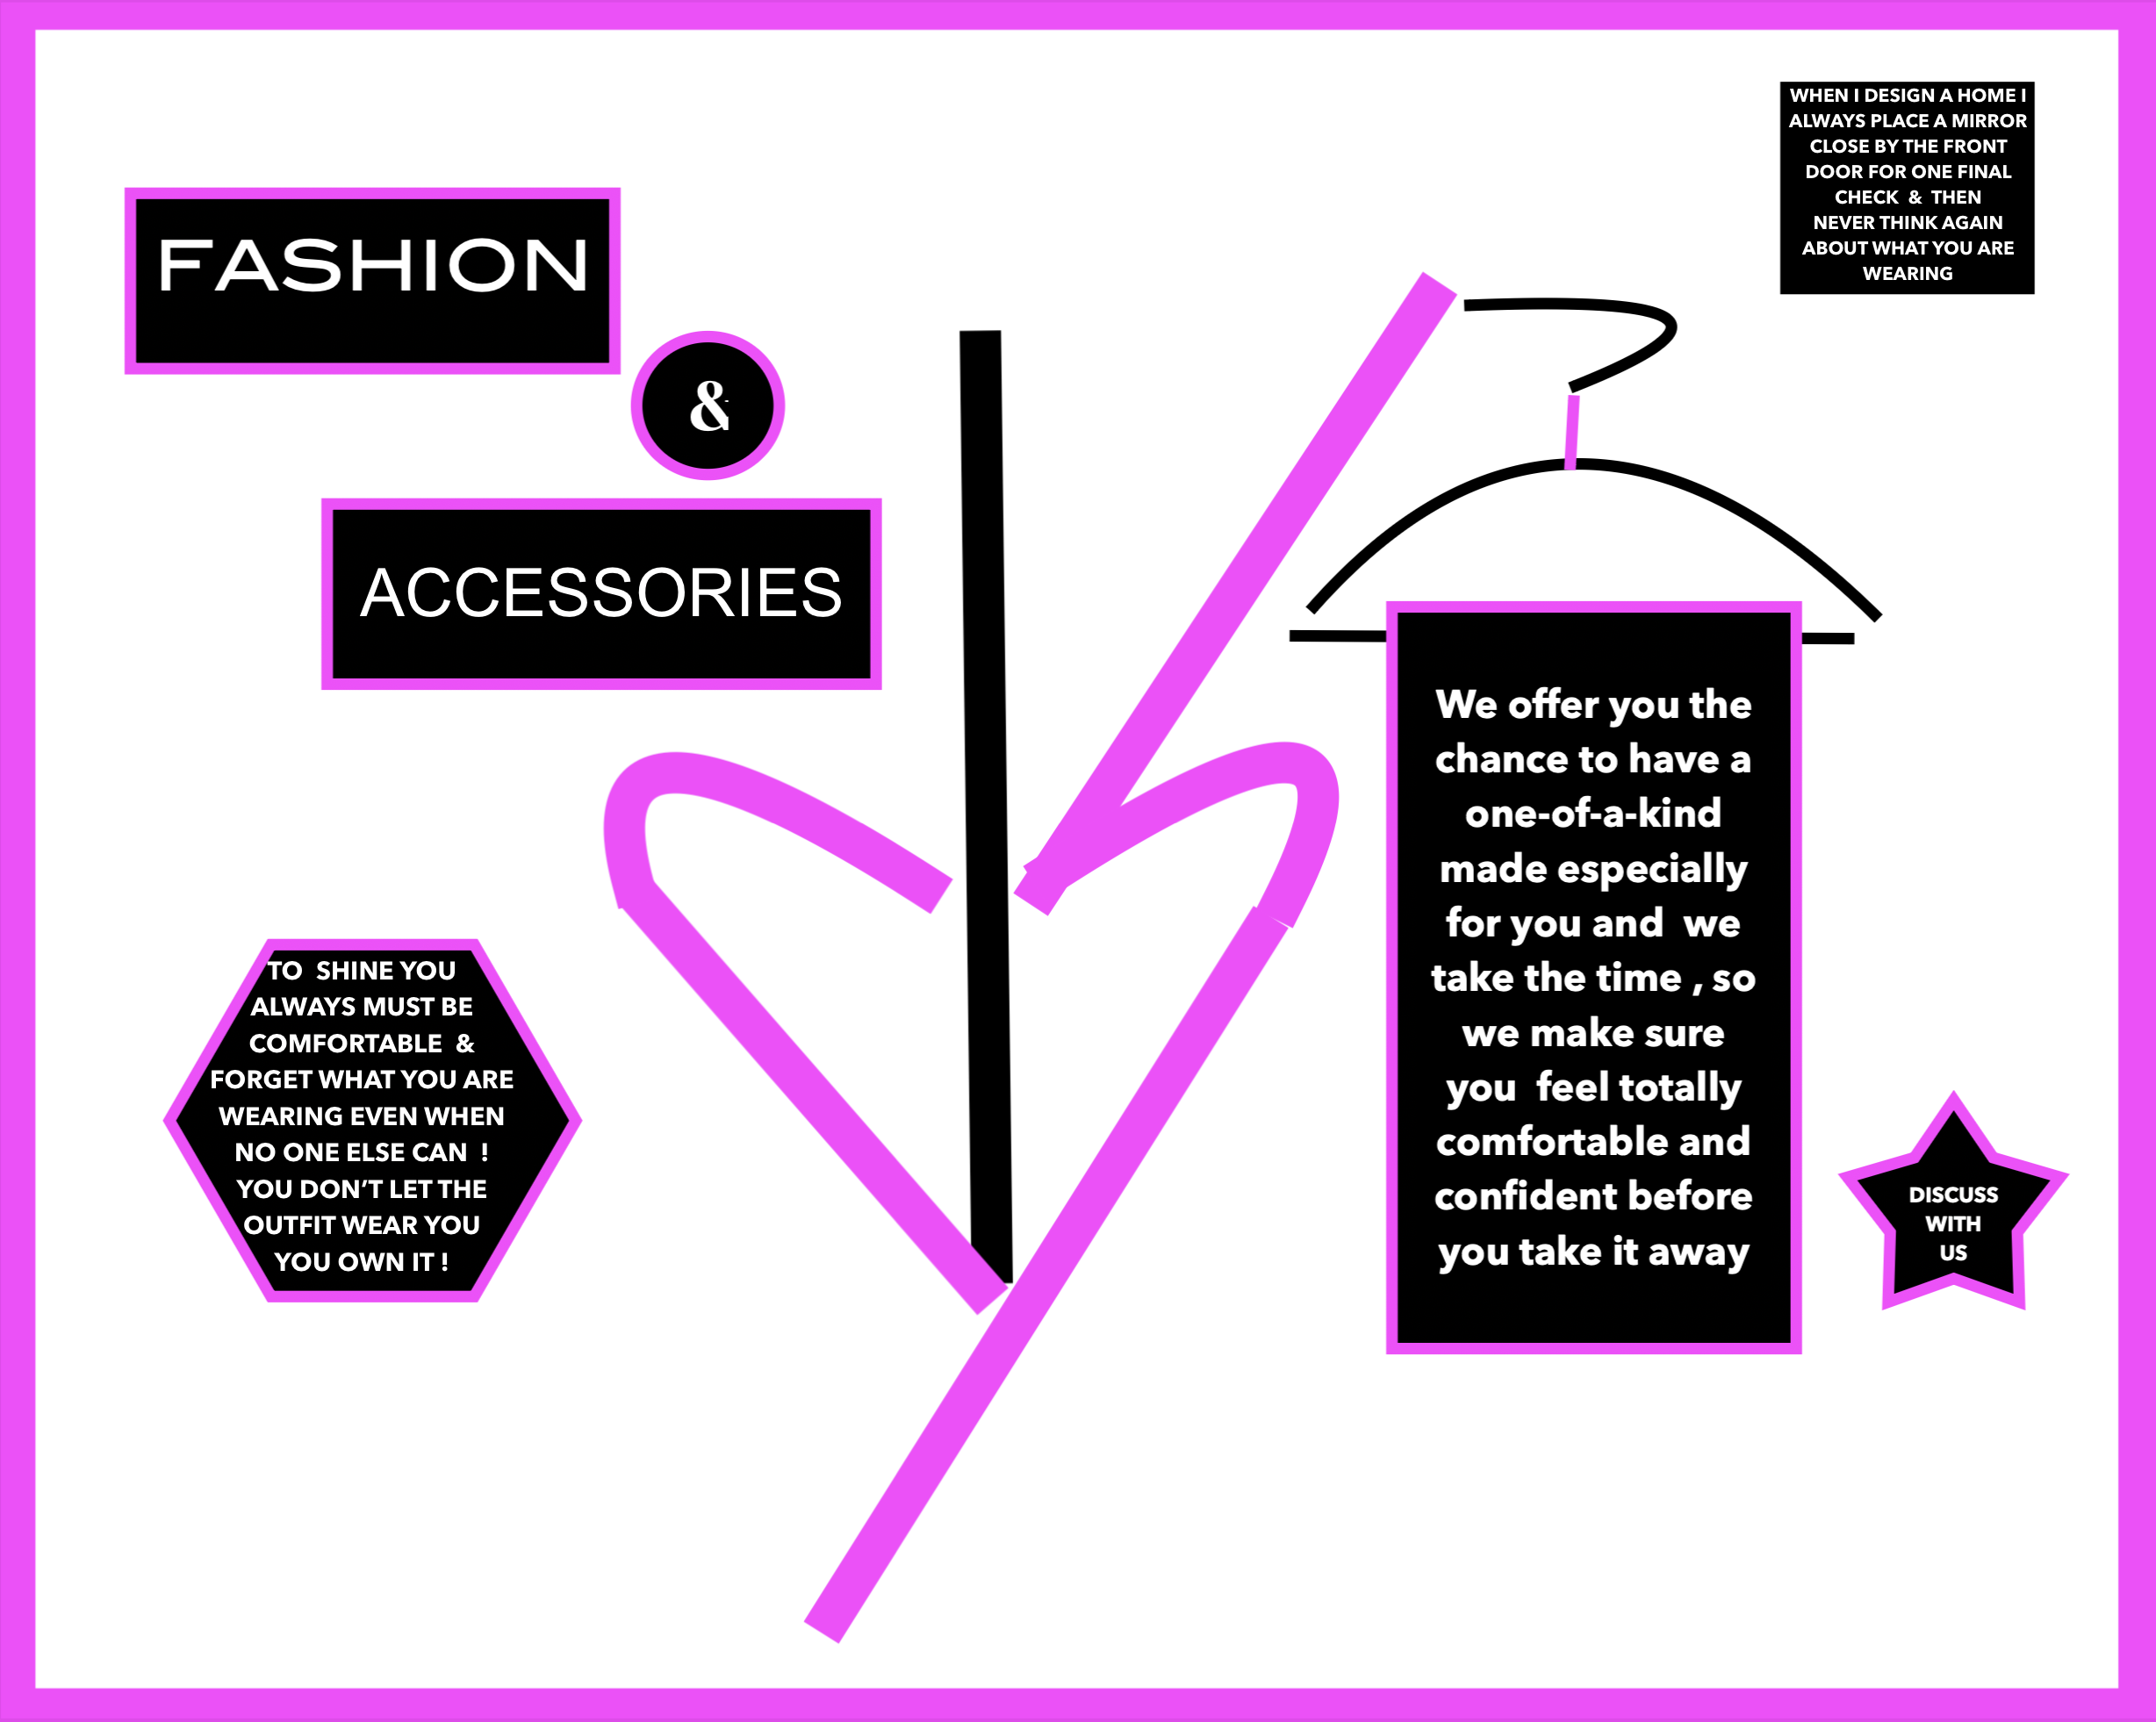 WHEN I DESIGN A HOME I
ALWAYS PLACE A MIRROR
CLOSE BY THE FRONT
DOOR FOR ONE FINAL
CHECK & THEN
NEVER THINK AGAIN
ABOUT WHAT YOU ARE
WEARING
FASHION
&
ACCESSORIES
We offer you the
chance to have a
one-of-a-kind
made especially
for you and we
take the time , so
we make sure
you feel totally
comfortable and
confident before
you take it away
TO SHINE YOU
ALWAYS MUST BE
COMFORTABLE &
FORGET WHAT YOU ARE
WEARING EVEN WHEN
NO ONE ELSE CAN !
YOU DON’T LET THE
OUTFIT WEAR YOU
YOU OWN IT !
DISCUSS
WITH
US